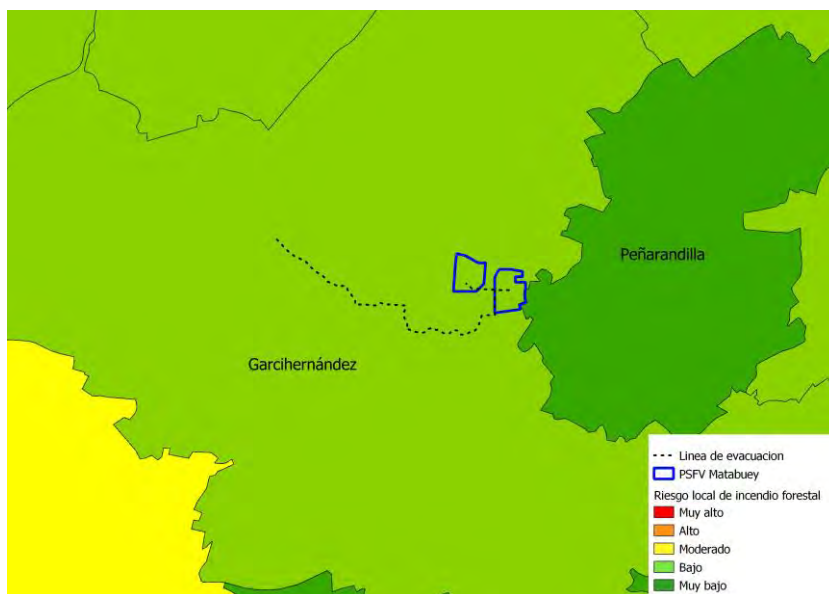 Peñarandilla
Garcihernández
Linea de evacuacion
PSFV Matabuey
Riesgo local de incendio forestal
Muy alto
Alto
Moderado
Bajo
Muy bajo